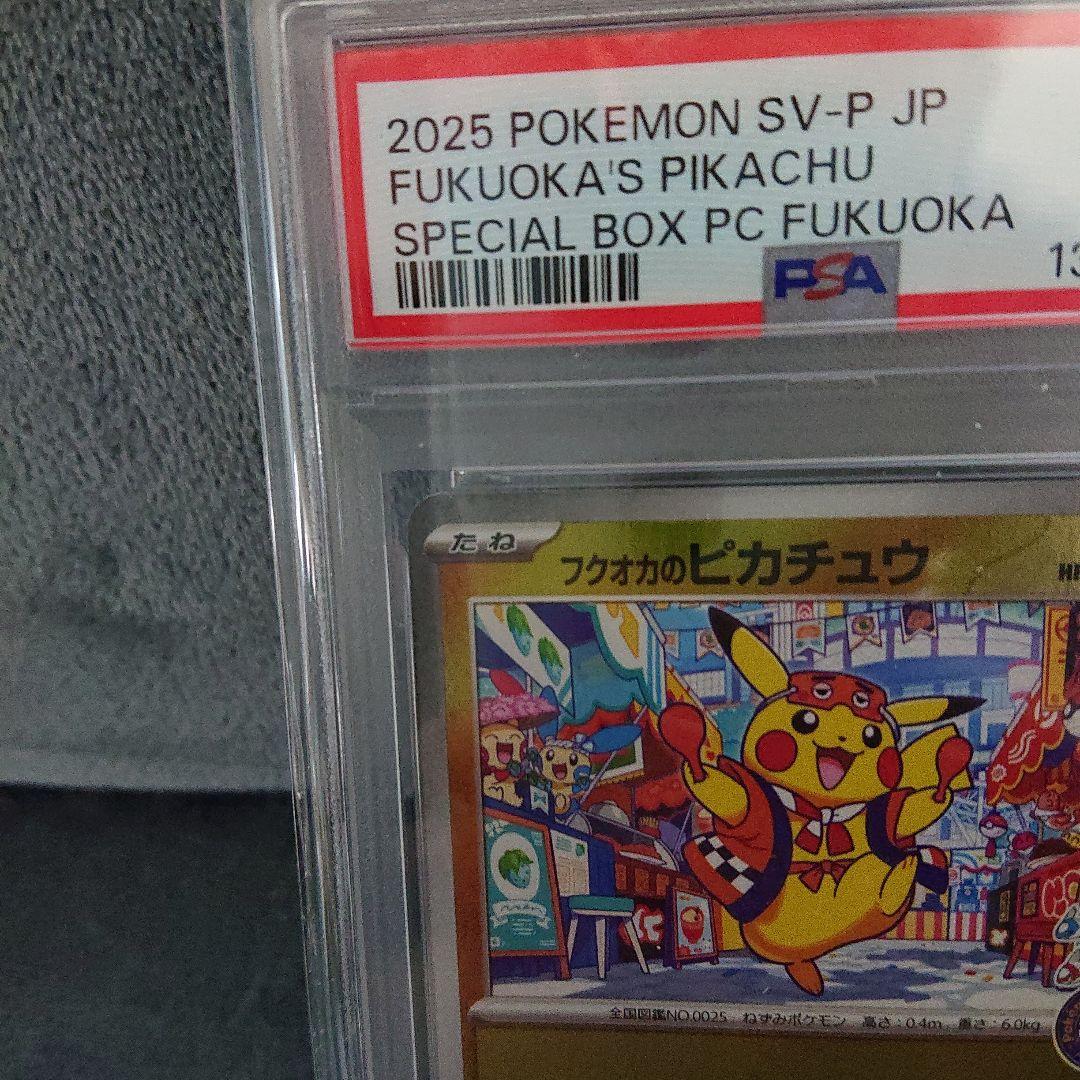 2025 POKEMON SV-P JP
FUKUOKA'S PIKACHU
SPECIAL BOX PC FUKUOKA
PSA
たね
フクオカのピカチュウ
全国図鑑NO.0025 ねずみポケモン 高さ：0.4m 重さ：6.0kg